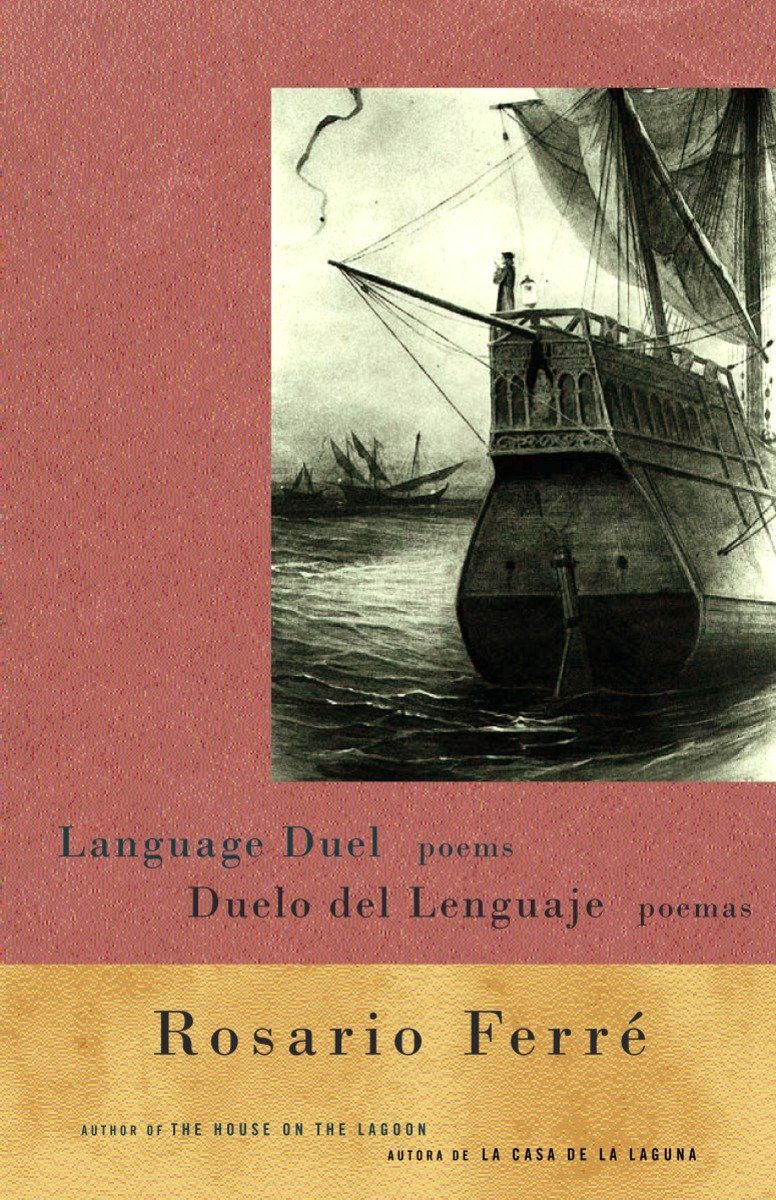 Language Duel poems
Duelo del Lenguaje poemas
Rosario Ferré
AUTHOR OF THE HOUSE ON THE LAGOON
AUTORA DE LA CASA DE LA LAGUNA